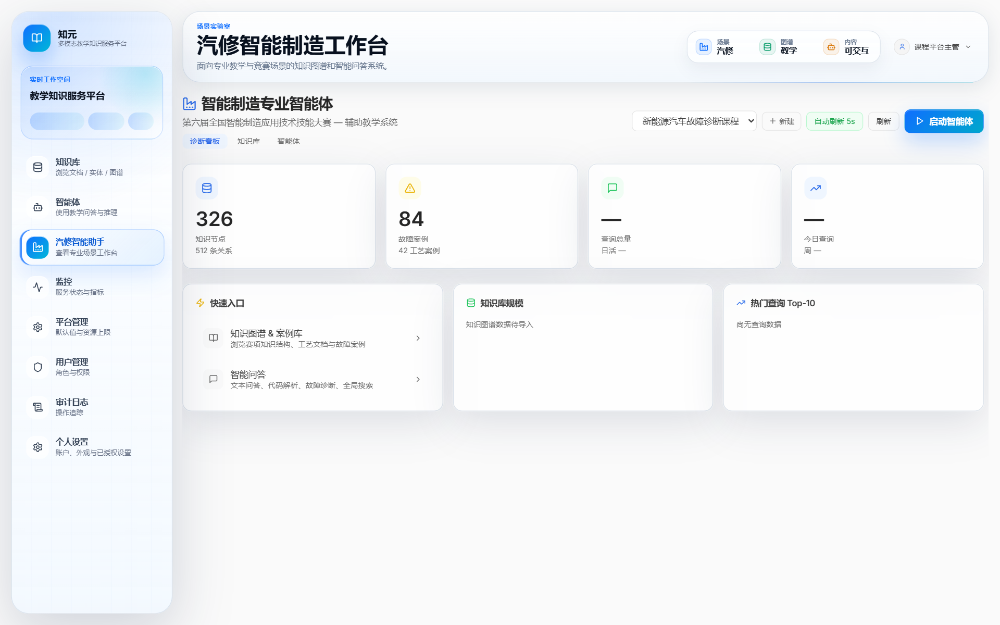 知元
多模态教学知识服务平台
实时工作空间
教学知识服务平台
知识库
浏览文档 / 实体 / 图谱
智能体
使用教学问答与推理
汽修智能助手
查看专业场景工作台
监控
服务状态与指标
平台管理
默认值与资源上限
用户管理
角色与权限
审计日志
操作追踪
个人设置
账户、外观与已授权设置
场景实验室
汽修智能制造工作台
面向专业教学与竞赛场景的知识图谱和智能问答系统。
场景
汽修
图谱
教学
内容
可交互
课程平台主管
智能制造专业智能体
第六届全国智能制造应用技术技能大赛 — 辅助教学系统
新能源汽车故障诊断课程
新建
自动刷新 5s
刷新
启动智能体
诊断看板
知识库
智能体
326
知识节点
512 条关系
84
故障案例
42 工艺案例
—
查询总量
日活 —
—
今日查询
周 —
快速入口
知识图谱 & 案例库
浏览赛项知识结构、工艺文档与故障案例
智能问答
文本问答、代码解析、故障诊断、全局搜索
知识库规模
知识图谱数据待导入
热门查询 Top-10
尚无查询数据